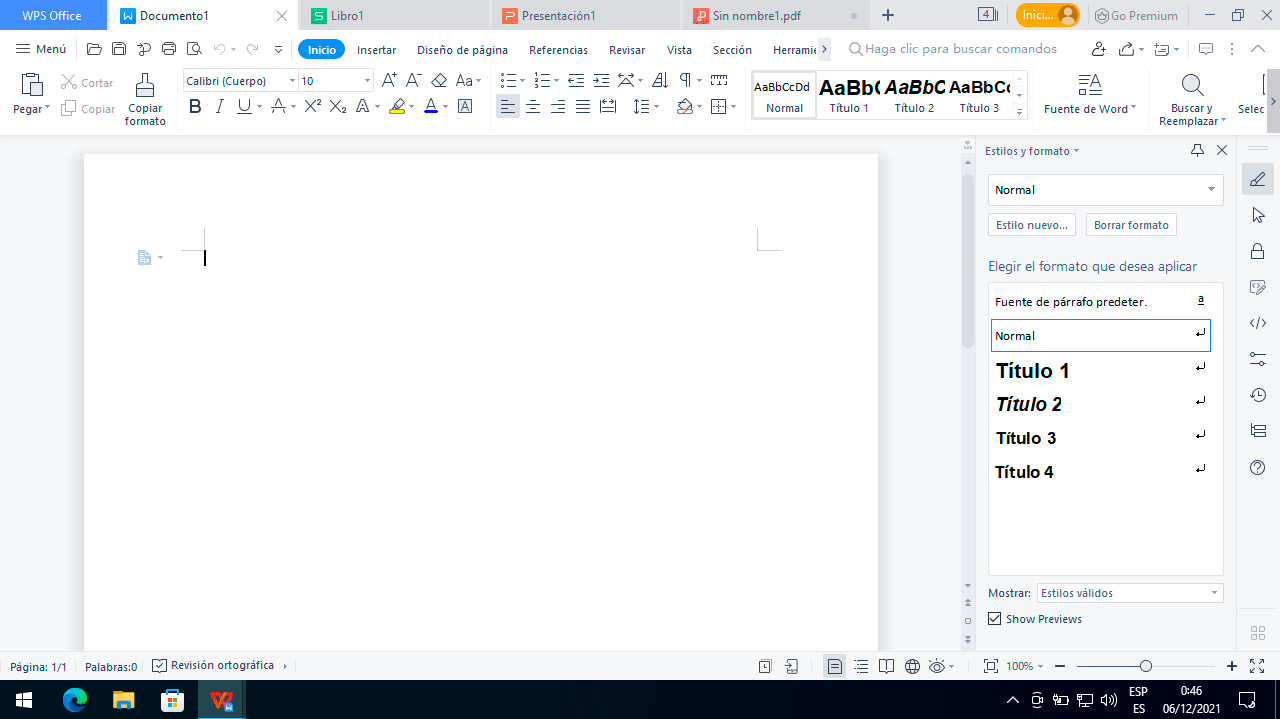 WPS Office Documento1 Libro1 Presentación1 Sin nombre1.pdf 4 Inici... Go Premium
Menú Inicio Insertar Diseño de página Referencias Revisar Vista Sección Herramie Haga clic para buscar comandos
Pegar Cortar Copiar Copiar formato
Calibri (Cuerpo) 10
AaBbCcDd Normal AaBb( Título 1 AaBbC Título 2 AaBbC Título 3
Fuente de Word Buscar y Reemplazar Selec
Estilos y formato
Normal
Estilo nuevo... Borrar formato
Elegir el formato que desea aplicar
Fuente de párrafo predeter. a
Normal
Título 1
Título 2
Título 3
Título 4
Mostrar: Estilos válidos
Show Previews
Página: 1/1 Palabras:0 Revisión ortográfica 100%
ESP 0:46
ES 06/12/2021